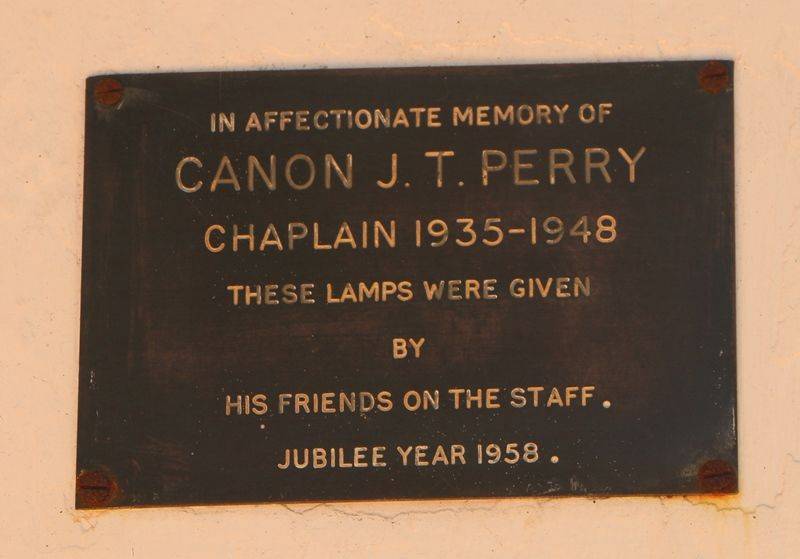 IN AFFECTIONATE MEMORY OF
CANON J. T. PERRY
CHAPLAIN 1935-1948
THESE LAMPS WERE GIVEN
BY
HIS FRIENDS ON THE STAFF.
JUBILEE YEAR 1958.